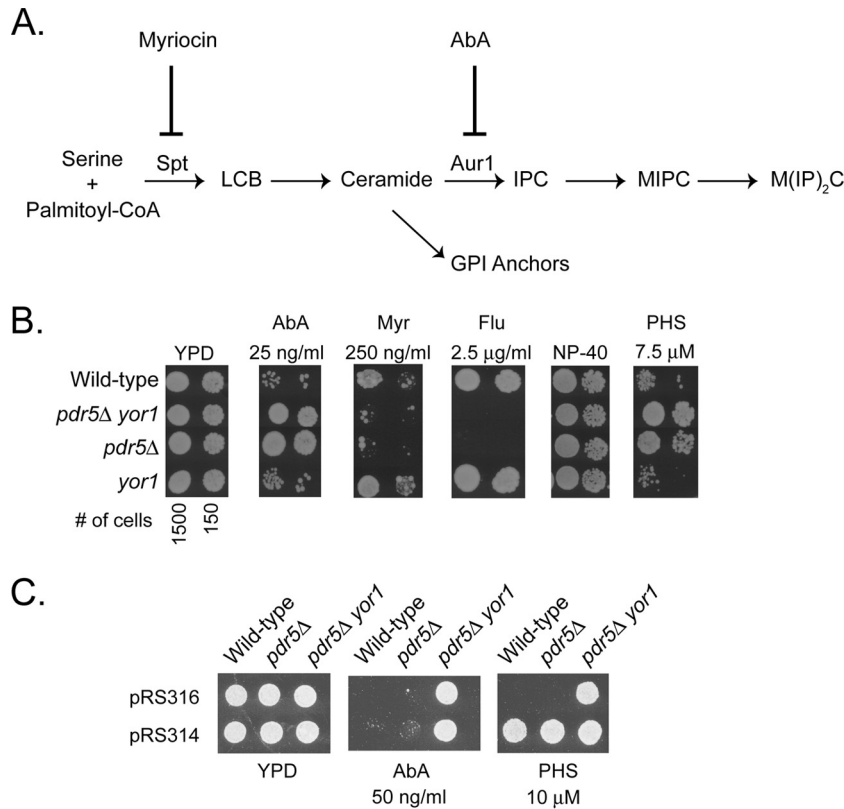 A.
Myriocin AbA
Serine
+
Palmitoyl-CoA
Spt LCB Ceramide Aur1 IPC MIPC M(IP)₂C
GPI Anchors
B.
AbA Myr Flu PHS
YPD 25 ng/ml 250 ng/ml 2.5 μg/ml NP-40 7.5 μM
Wild-type
pdr5Δ yor1
pdr5Δ
yor1
# of cells 1500 150
C.
Wild-type pdr5Δ pdr5Δ yor1 Wild-type pdr5Δ pdr5Δ yor1 Wild-type pdr5Δ pdr5Δ yor1
pRS316
pRS314
YPD AbA PHS
50 ng/ml 10 μM